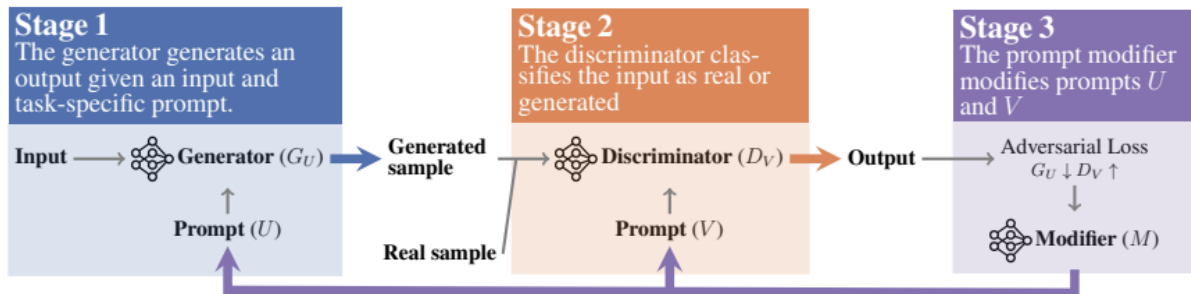 Stage 1
The generator generates an
output given an input and
task-specific prompt.
Input
Generator (G_U)
Prompt (U)
Generated
sample
Real sample
Stage 2
The discriminator clas-
sifies the input as real or
generated
Discriminator (D_V)
Prompt (V)
Output
Stage 3
The prompt modifier
modifies prompts U
and V
Adversarial Loss
G_U ↓ D_V ↑
Modifier (M)